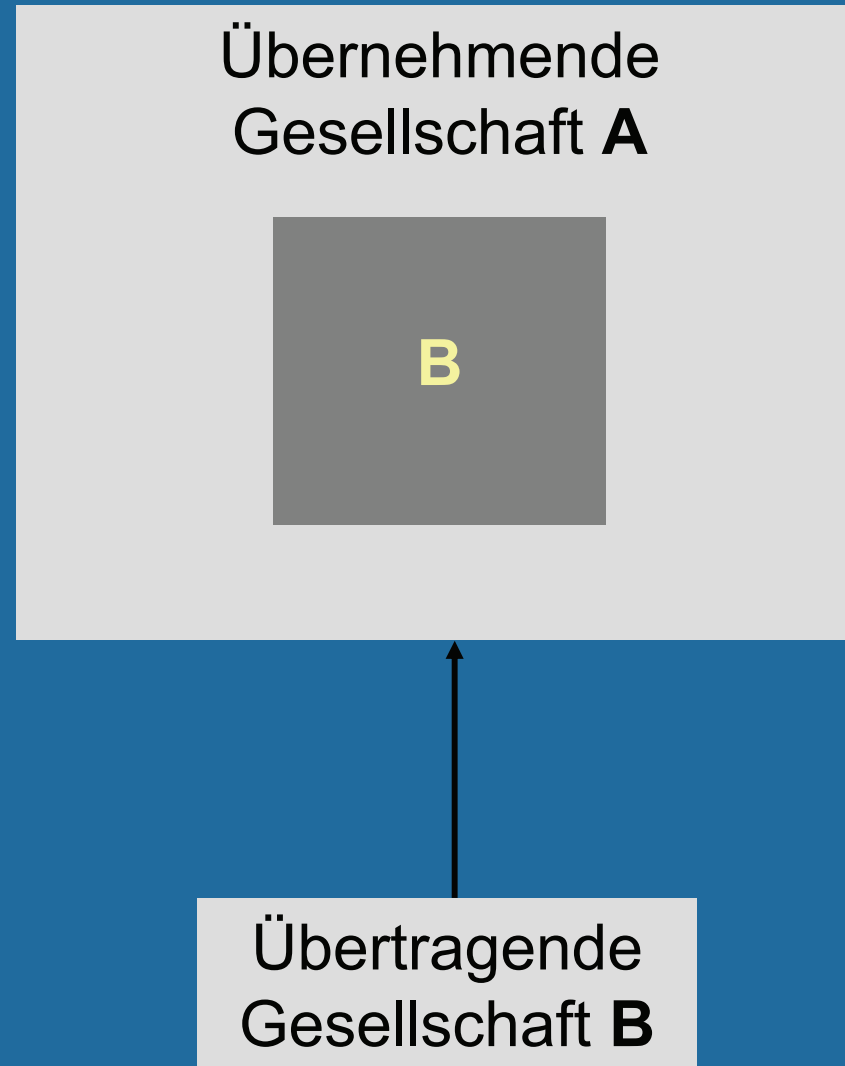 Übernehmende
Gesellschaft A
B
Übertragende
Gesellschaft B